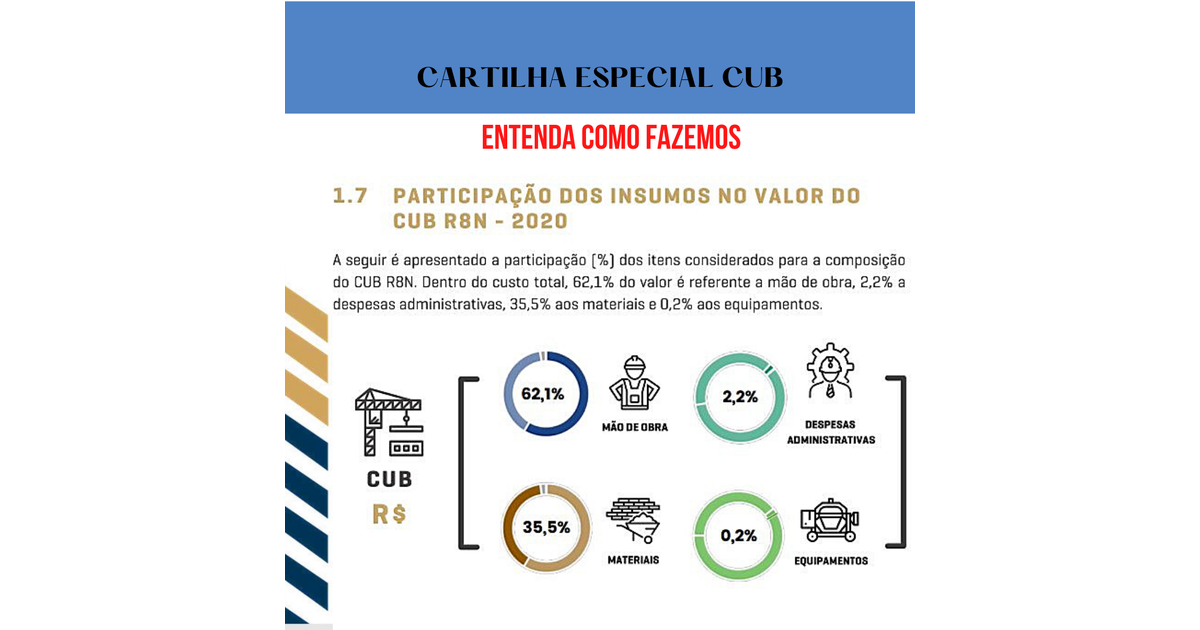 CARTILHA ESPECIAL CUB
ENTENDA COMO FAZEMOS
1.7 PARTICIPAÇÃO DOS INSUMOS NO VALOR DO
CUB R8N - 2020
A seguir é apresentado a participação (%) dos itens considerados para a composição
do CUB R8N. Dentro do custo total, 62,1% do valor é referente a mão de obra, 2,2% a
despesas administrativas, 35,5% aos materiais e 0,2% aos equipamentos.
CUB
R$
62,1%
MÃO DE OBRA
2,2%
DESPESAS
ADMINISTRATIVAS
35,5%
MATERIAIS
0,2%
EQUIPAMENTOS